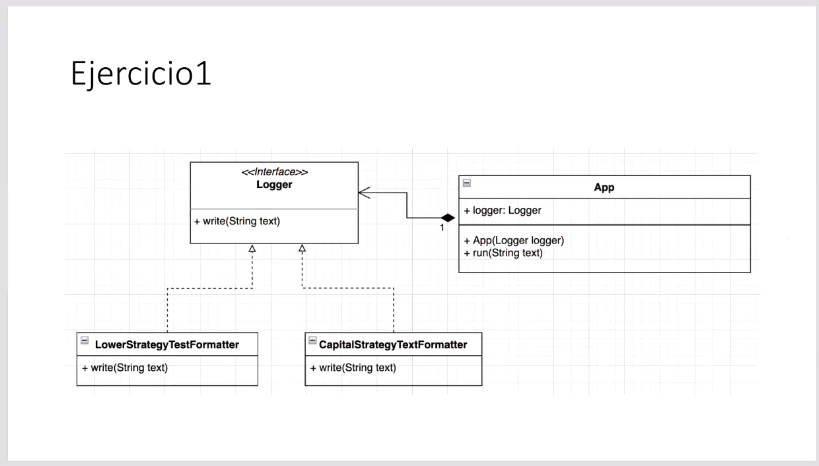 Ejercicio1
<<Interface>>
Logger
+ write(String text)
App
+ logger: Logger
+ App(Logger logger)
+ run(String text)
1
LowerStrategyTestFormatter
+ write(String text)
CapitalStrategyTextFormatter
+ write(String text)